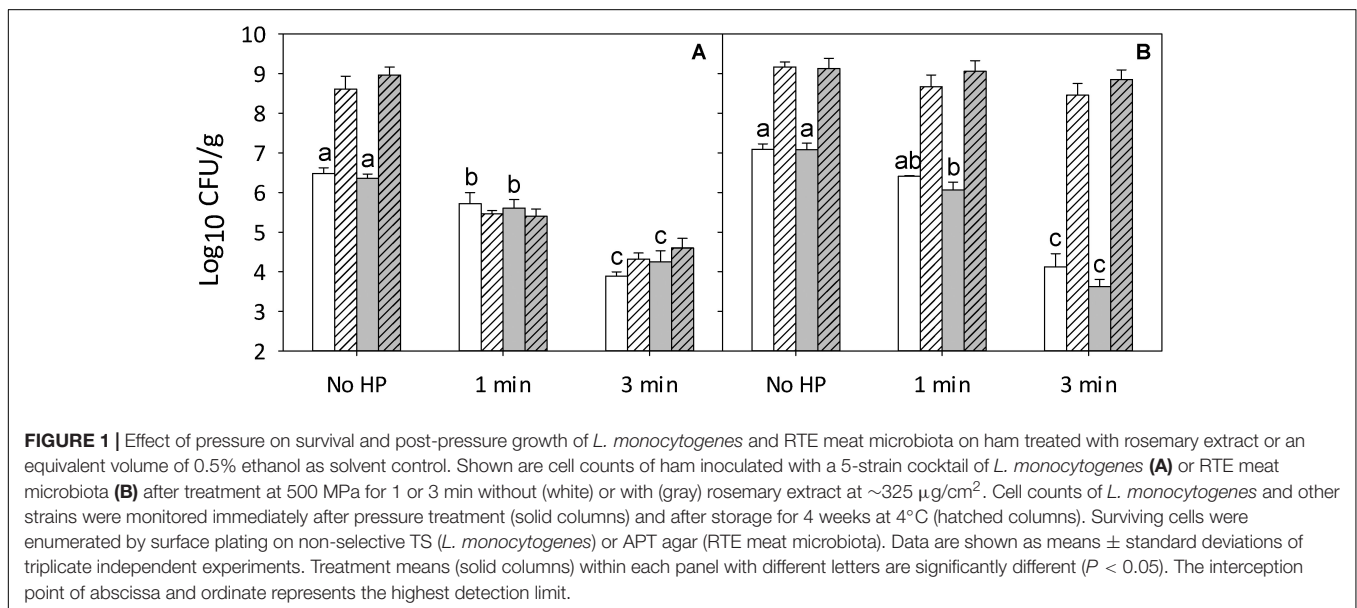 10
A
B
9
8
7
6
5
4
3
2
Log10 CFU/g
a
a
b
b
c
c
a
a
ab
b
c
c
No HP
1 min
3 min
No HP
1 min
3 min
FIGURE 1 | Effect of pressure on survival and post-pressure growth of L. monocytogenes and RTE meat microbiota on ham treated with rosemary extract or an
equivalent volume of 0.5% ethanol as solvent control. Shown are cell counts of ham inoculated with a 5-strain cocktail of L. monocytogenes (A) or RTE meat
microbiota (B) after treatment at 500 MPa for 1 or 3 min without (white) or with (gray) rosemary extract at ~325 μg/cm². Cell counts of L. monocytogenes and other
strains were monitored immediately after pressure treatment (solid columns) and after storage for 4 weeks at 4°C (hatched columns). Surviving cells were
enumerated by surface plating on non-selective TS (L. monocytogenes) or APT agar (RTE meat microbiota). Data are shown as means ± standard deviations of
triplicate independent experiments. Treatment means (solid columns) within each panel with different letters are significantly different (P < 0.05). The interception
point of abscissa and ordinate represents the highest detection limit.